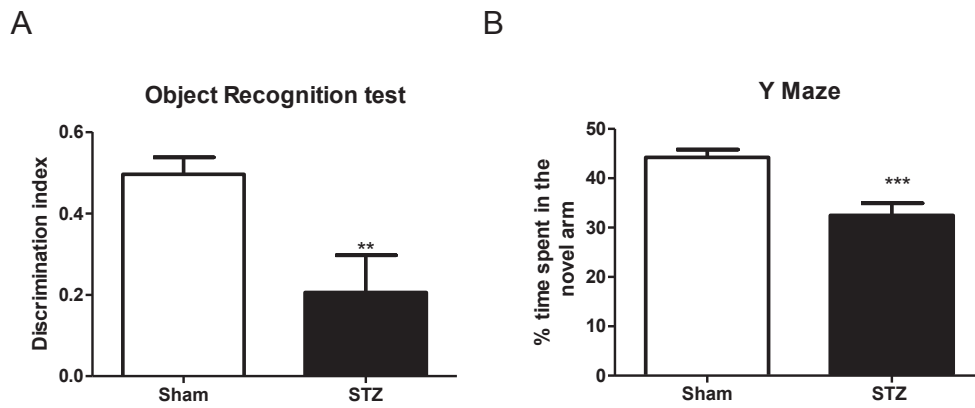 A
Object Recognition test
Discrimination index
0.6
0.4
0.2
0.0
**
Sham
STZ
B
Y Maze
% time spent in the
novel arm
50
40
30
20
10
0
***
Sham
STZ